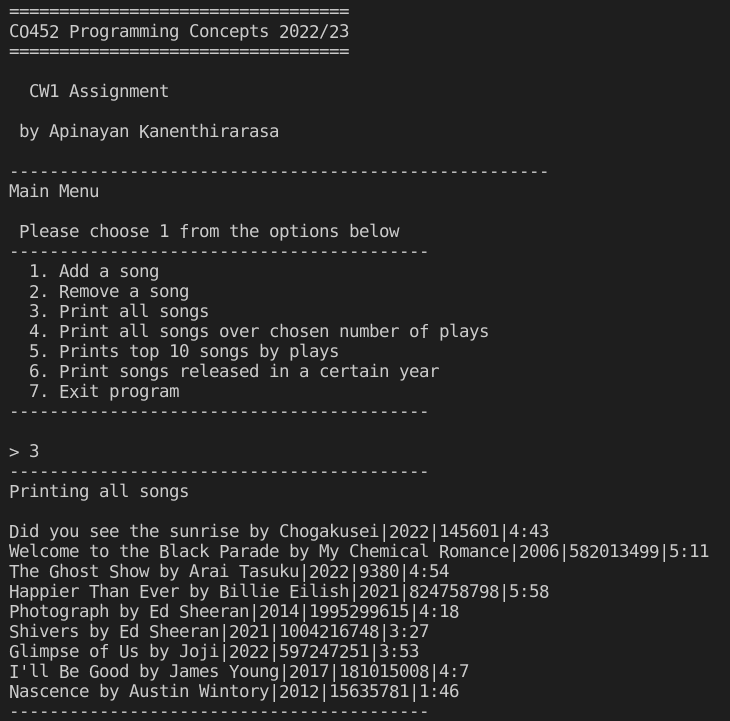 ==================================
CO452 Programming Concepts 2022/23
==================================
CW1 Assignment
by Apinayan Kanenthirarasa
------------------------------------------------------
Main Menu
Please choose 1 from the options below
------------------------------------------
1. Add a song
2. Remove a song
3. Print all songs
4. Print all songs over chosen number of plays
5. Prints top 10 songs by plays
6. Print songs released in a certain year
7. Exit program
------------------------------------------
> 3
------------------------------------------
Printing all songs
Did you see the sunrise by Chogakusei|2022|145601|4:43
Welcome to the Black Parade by My Chemical Romance|2006|582013499|5:11
The Ghost Show by Arai Tasuku|2022|9380|4:54
Happier Than Ever by Billie Eilish|2021|824758798|5:58
Photograph by Ed Sheeran|2014|1995299615|4:18
Shivers by Ed Sheeran|2021|1004216748|3:27
Glimpse of Us by Joji|2022|597247251|3:53
I'll Be Good by James Young|2017|181015008|4:7
Nascence by Austin Wintory|2012|15635781|1:46
------------------------------------------